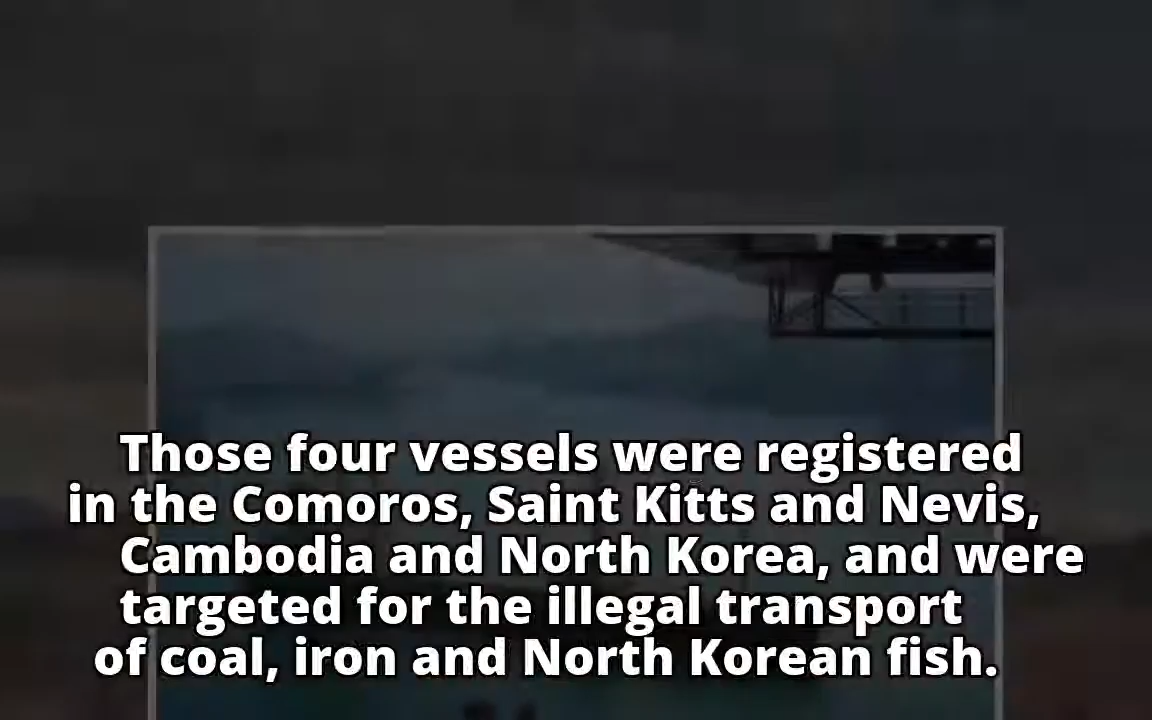 Those four vessels were registered
in the Comoros, Saint Kitts and Nevis,
Cambodia and North Korea, and were
targeted for the illegal transport
of coal, iron and North Korean fish.